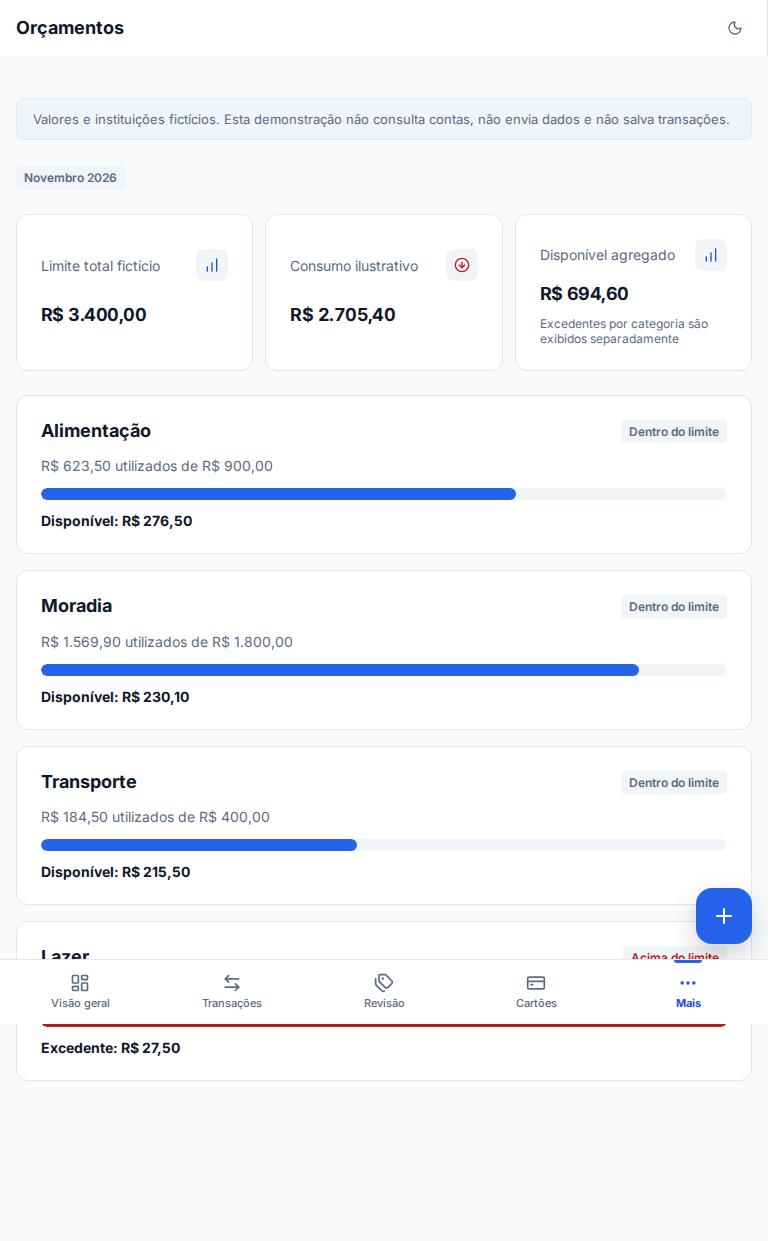 Orçamentos
Valores e instituições fictícios. Esta demonstração não consulta contas, não envia dados e não salva transações.
Novembro 2026
Limite total fictício
R$ 3.400,00
Consumo ilustrativo
R$ 2.705,40
Disponível agregado
R$ 694,60
Excedentes por categoria são
exibidos separadamente
Alimentação
Dentro do limite
R$ 623,50 utilizados de R$ 900,00
Disponível: R$ 276,50
Moradia
Dentro do limite
R$ 1.569,90 utilizados de R$ 1.800,00
Disponível: R$ 230,10
Transporte
Dentro do limite
R$ 184,50 utilizados de R$ 400,00
Disponível: R$ 215,50
Lazer
Acima do limite
Visão geral
Transações
Revisão
Cartões
Mais
Excedente: R$ 27,50